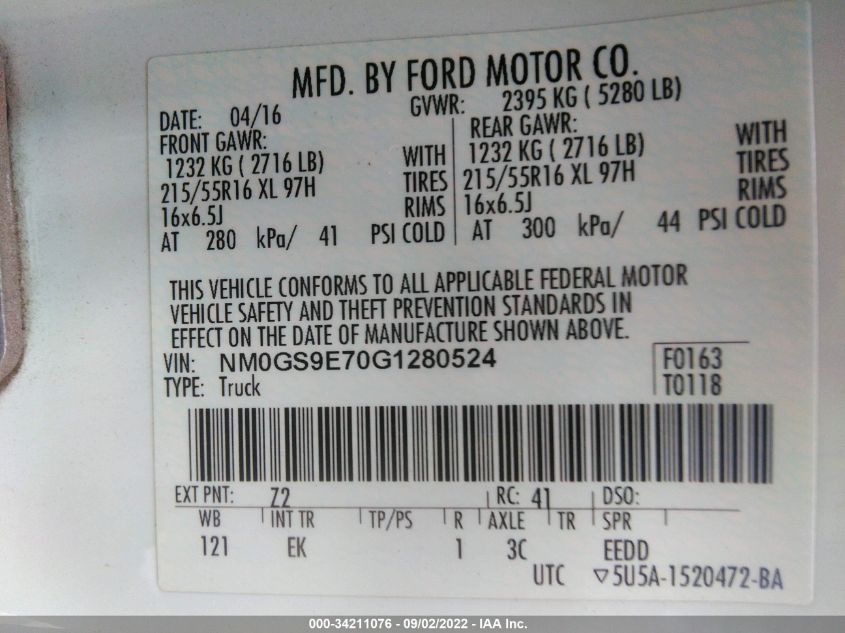 MFD. BY FORD MOTOR CO.
DATE: 04/16 GVWR: 2395 KG ( 5280 LB)
FRONT GAWR: REAR GAWR:
1232 KG ( 2716 LB) WITH 1232 KG ( 2716 LB) WITH
215/55R16 XL 97H TIRES 215/55R16 XL 97H TIRES
16x6.5J RIMS 16x6.5J RIMS
AT 280 kPa/ 41 PSI COLD AT 300 kPa/ 44 PSI COLD
THIS VEHICLE CONFORMS TO ALL APPLICABLE FEDERAL MOTOR
VEHICLE SAFETY AND THEFT PREVENTION STANDARDS IN
EFFECT ON THE DATE OF MANUFACTURE SHOWN ABOVE.
VIN: NM0GS9E70G1280524 F0163
TYPE: Truck T0118
EXT PNT: Z2 RC: 41 DSO:
WB INT TR TP/PS R AXLE TR SPR
121 EK 1 3C EEDD
UTC ▽5U5A-1520472-BA
000-34211076 - 09/02/2022 - IAA Inc.